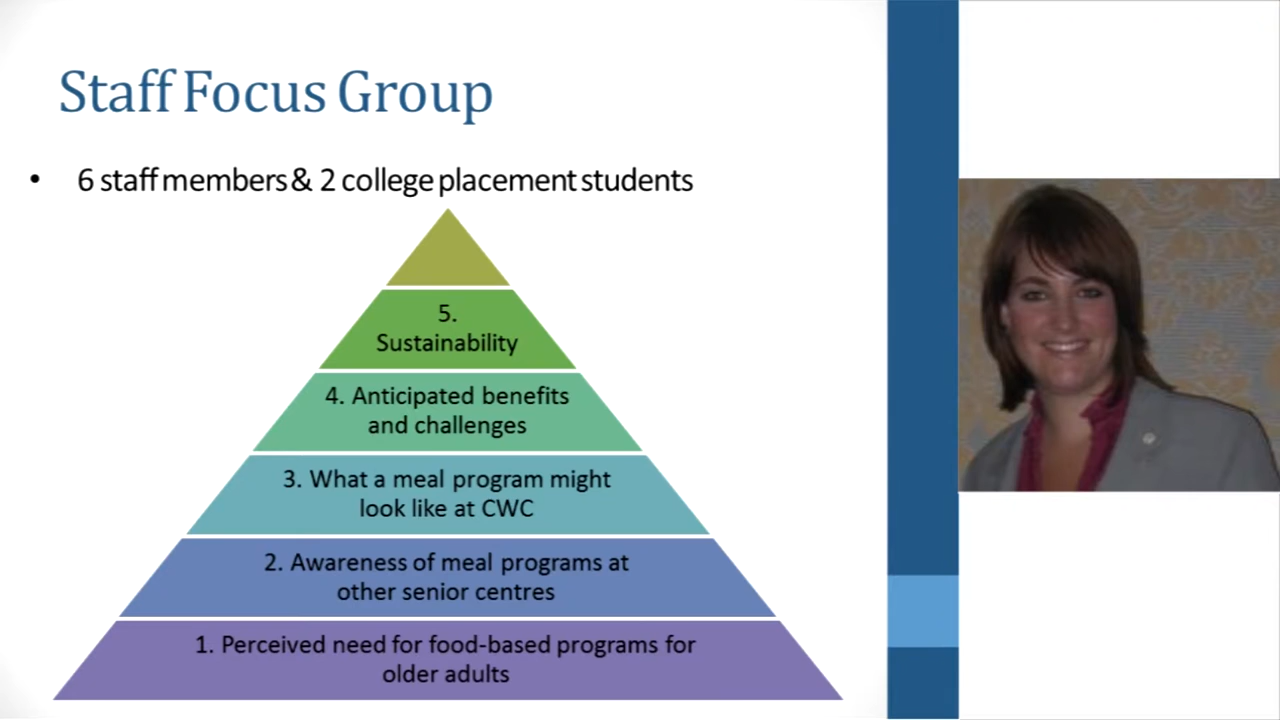 Staff Focus Group
• 6 staff members & 2 college placement students
5.
Sustainability
4. Anticipated benefits
and challenges
3. What a meal program might
look like at CWC
2. Awareness of meal programs at
other senior centres
1. Perceived need for food-based programs for
older adults